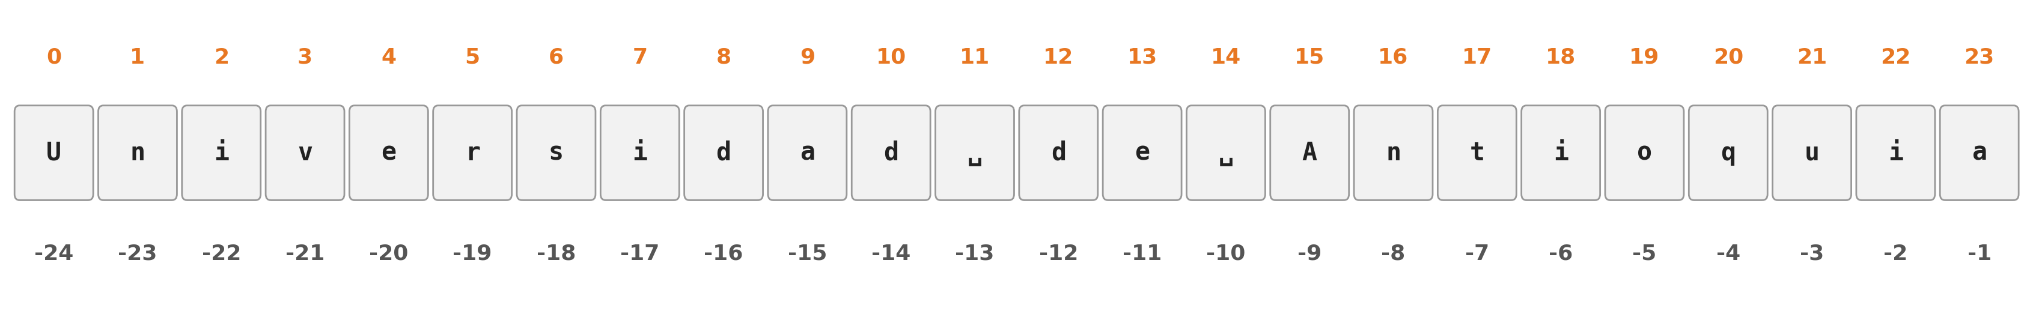 0 1 2 3 4 5 6 7 8 9 10 11 12 13 14 15 16 17 18 19 20 21 22 23
U n i v e r s i d a d ␣ d e ␣ A n t i o q u i a
-24 -23 -22 -21 -20 -19 -18 -17 -16 -15 -14 -13 -12 -11 -10 -9 -8 -7 -6 -5 -4 -3 -2 -1